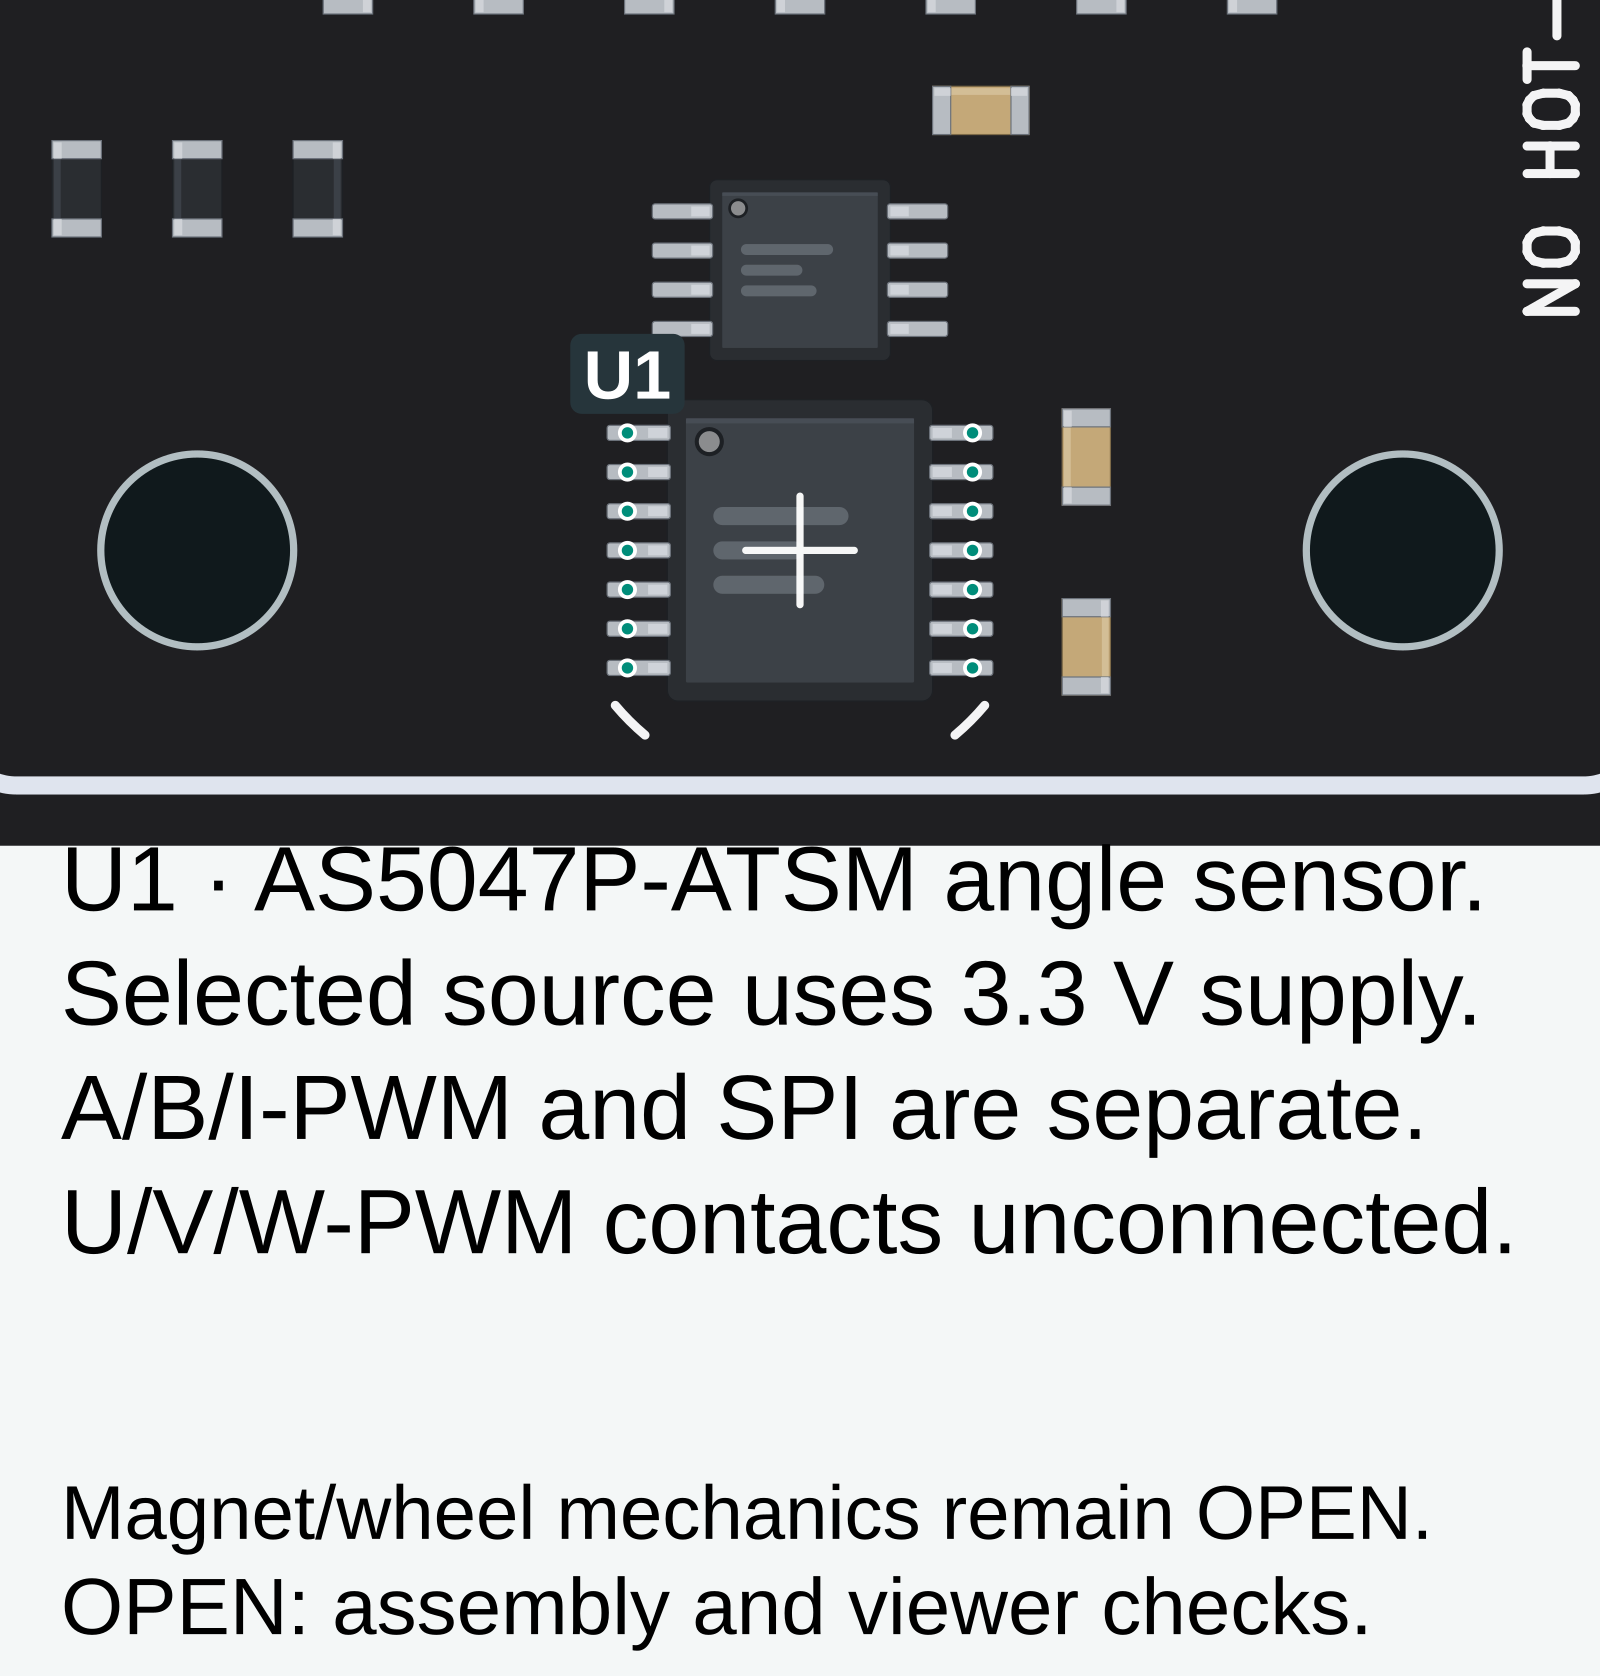 NO HOT-
U1
U1 · AS5047P-ATSM angle sensor.
Selected source uses 3.3 V supply.
A/B/I-PWM and SPI are separate.
U/V/W-PWM contacts unconnected.
Magnet/wheel mechanics remain OPEN.
OPEN: assembly and viewer checks.